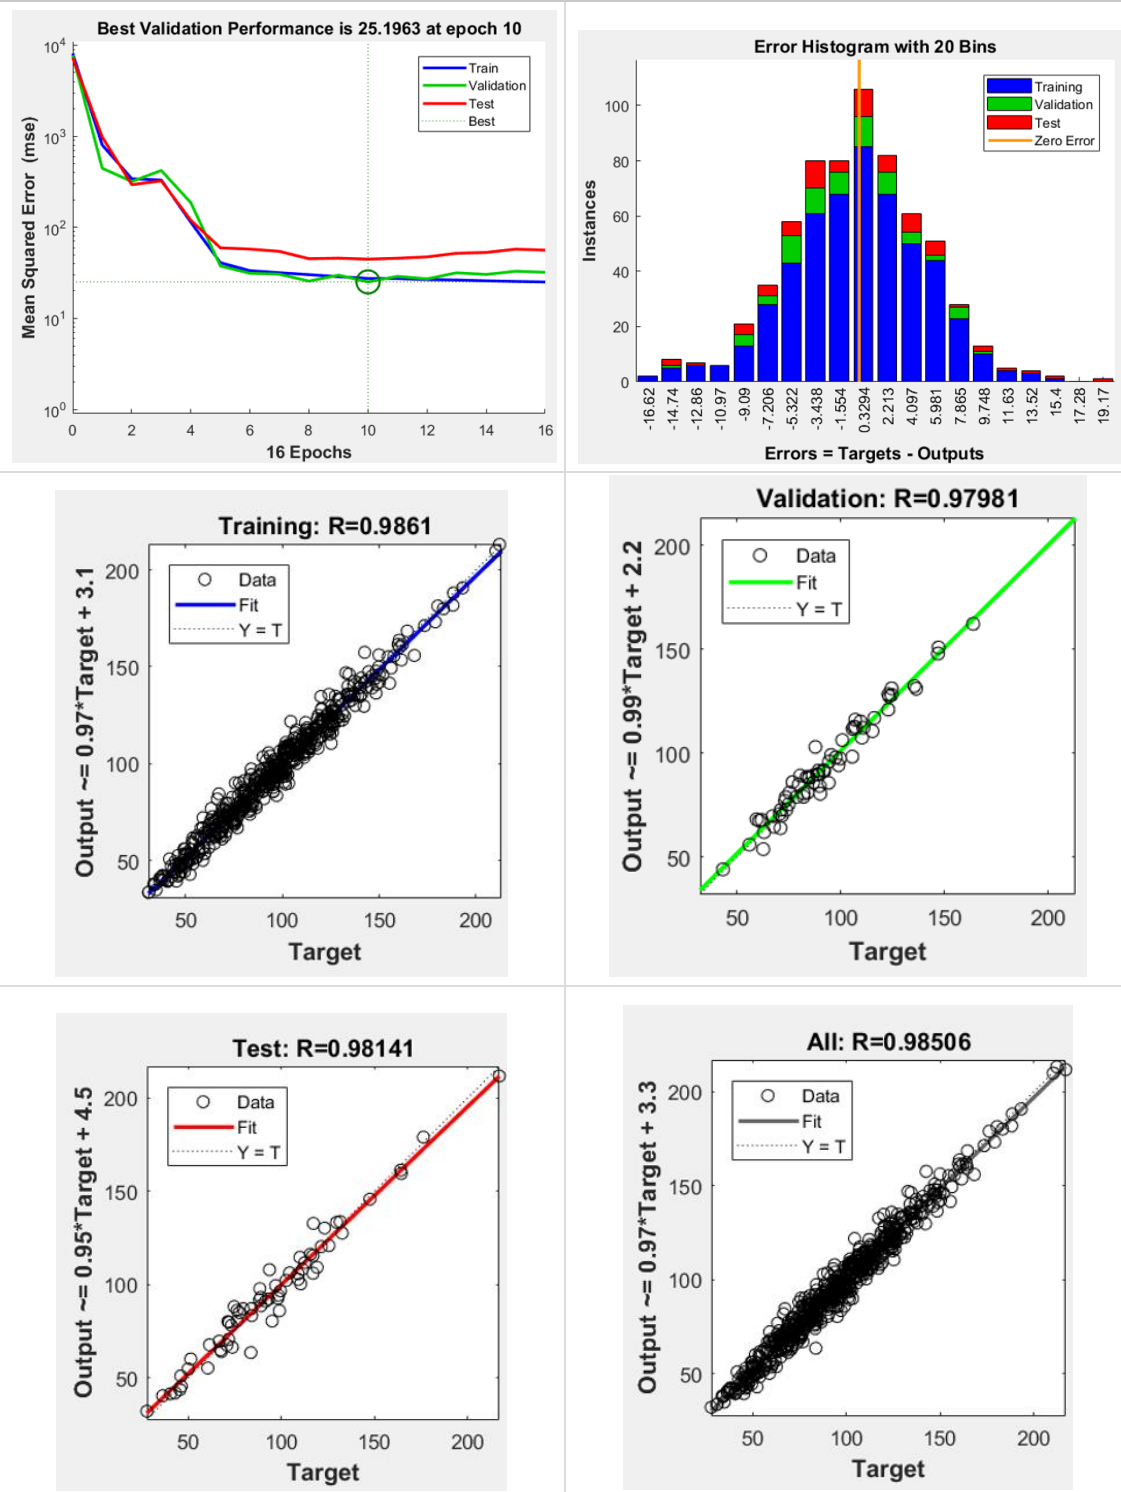 Best Validation Performance is 25.1963 at epoch 10
Mean Squared Error (mse)
10^4
10^3
10^2
10^1
10^0
Train
Validation
Test
Best
0 2 4 6 8 10 12 14 16
16 Epochs
Error Histogram with 20 Bins
Instances
100
80
60
40
20
0
Training
Validation
Test
Zero Error
-16.62
-14.74
-12.86
-10.97
-9.09
-7.206
-5.322
-3.438
-1.554
0.3294
2.213
4.097
5.981
7.865
9.748
11.63
13.52
15.4
17.28
19.17
Errors = Targets - Outputs
Training: R=0.9861
Output ~= 0.97*Target + 3.1
200
150
100
50
Data
Fit
Y = T
50 100 150 200
Target
Validation: R=0.97981
Output ~= 0.99*Target + 2.2
200
150
100
50
Data
Fit
Y = T
50 100 150 200
Target
Test: R=0.98141
Output ~= 0.95*Target + 4.5
200
150
100
50
Data
Fit
Y = T
50 100 150 200
Target
All: R=0.98506
Output ~= 0.97*Target + 3.3
200
150
100
50
Data
Fit
Y = T
50 100 150 200
Target